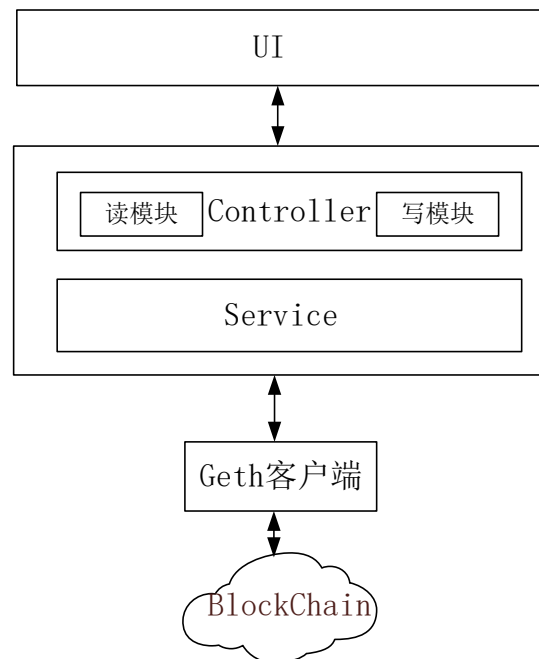 UI
读模块 Controller 写模块
Service
Geth客户端
BlockChain